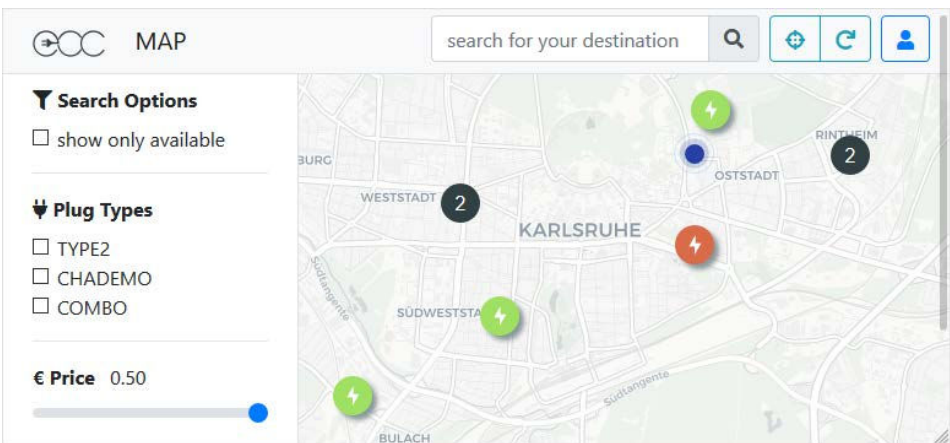 eCC MAP
search for your destination
Search Options
show only available
Plug Types
TYPE2
CHADEMO
COMBO
€ Price 0.50
RINTHEIM
2
BURG
OSTSTADT
WESTSTADT
2
KARLSRUHE
Südtangente
SÜDWESTSTA
Südtangente
BULACH